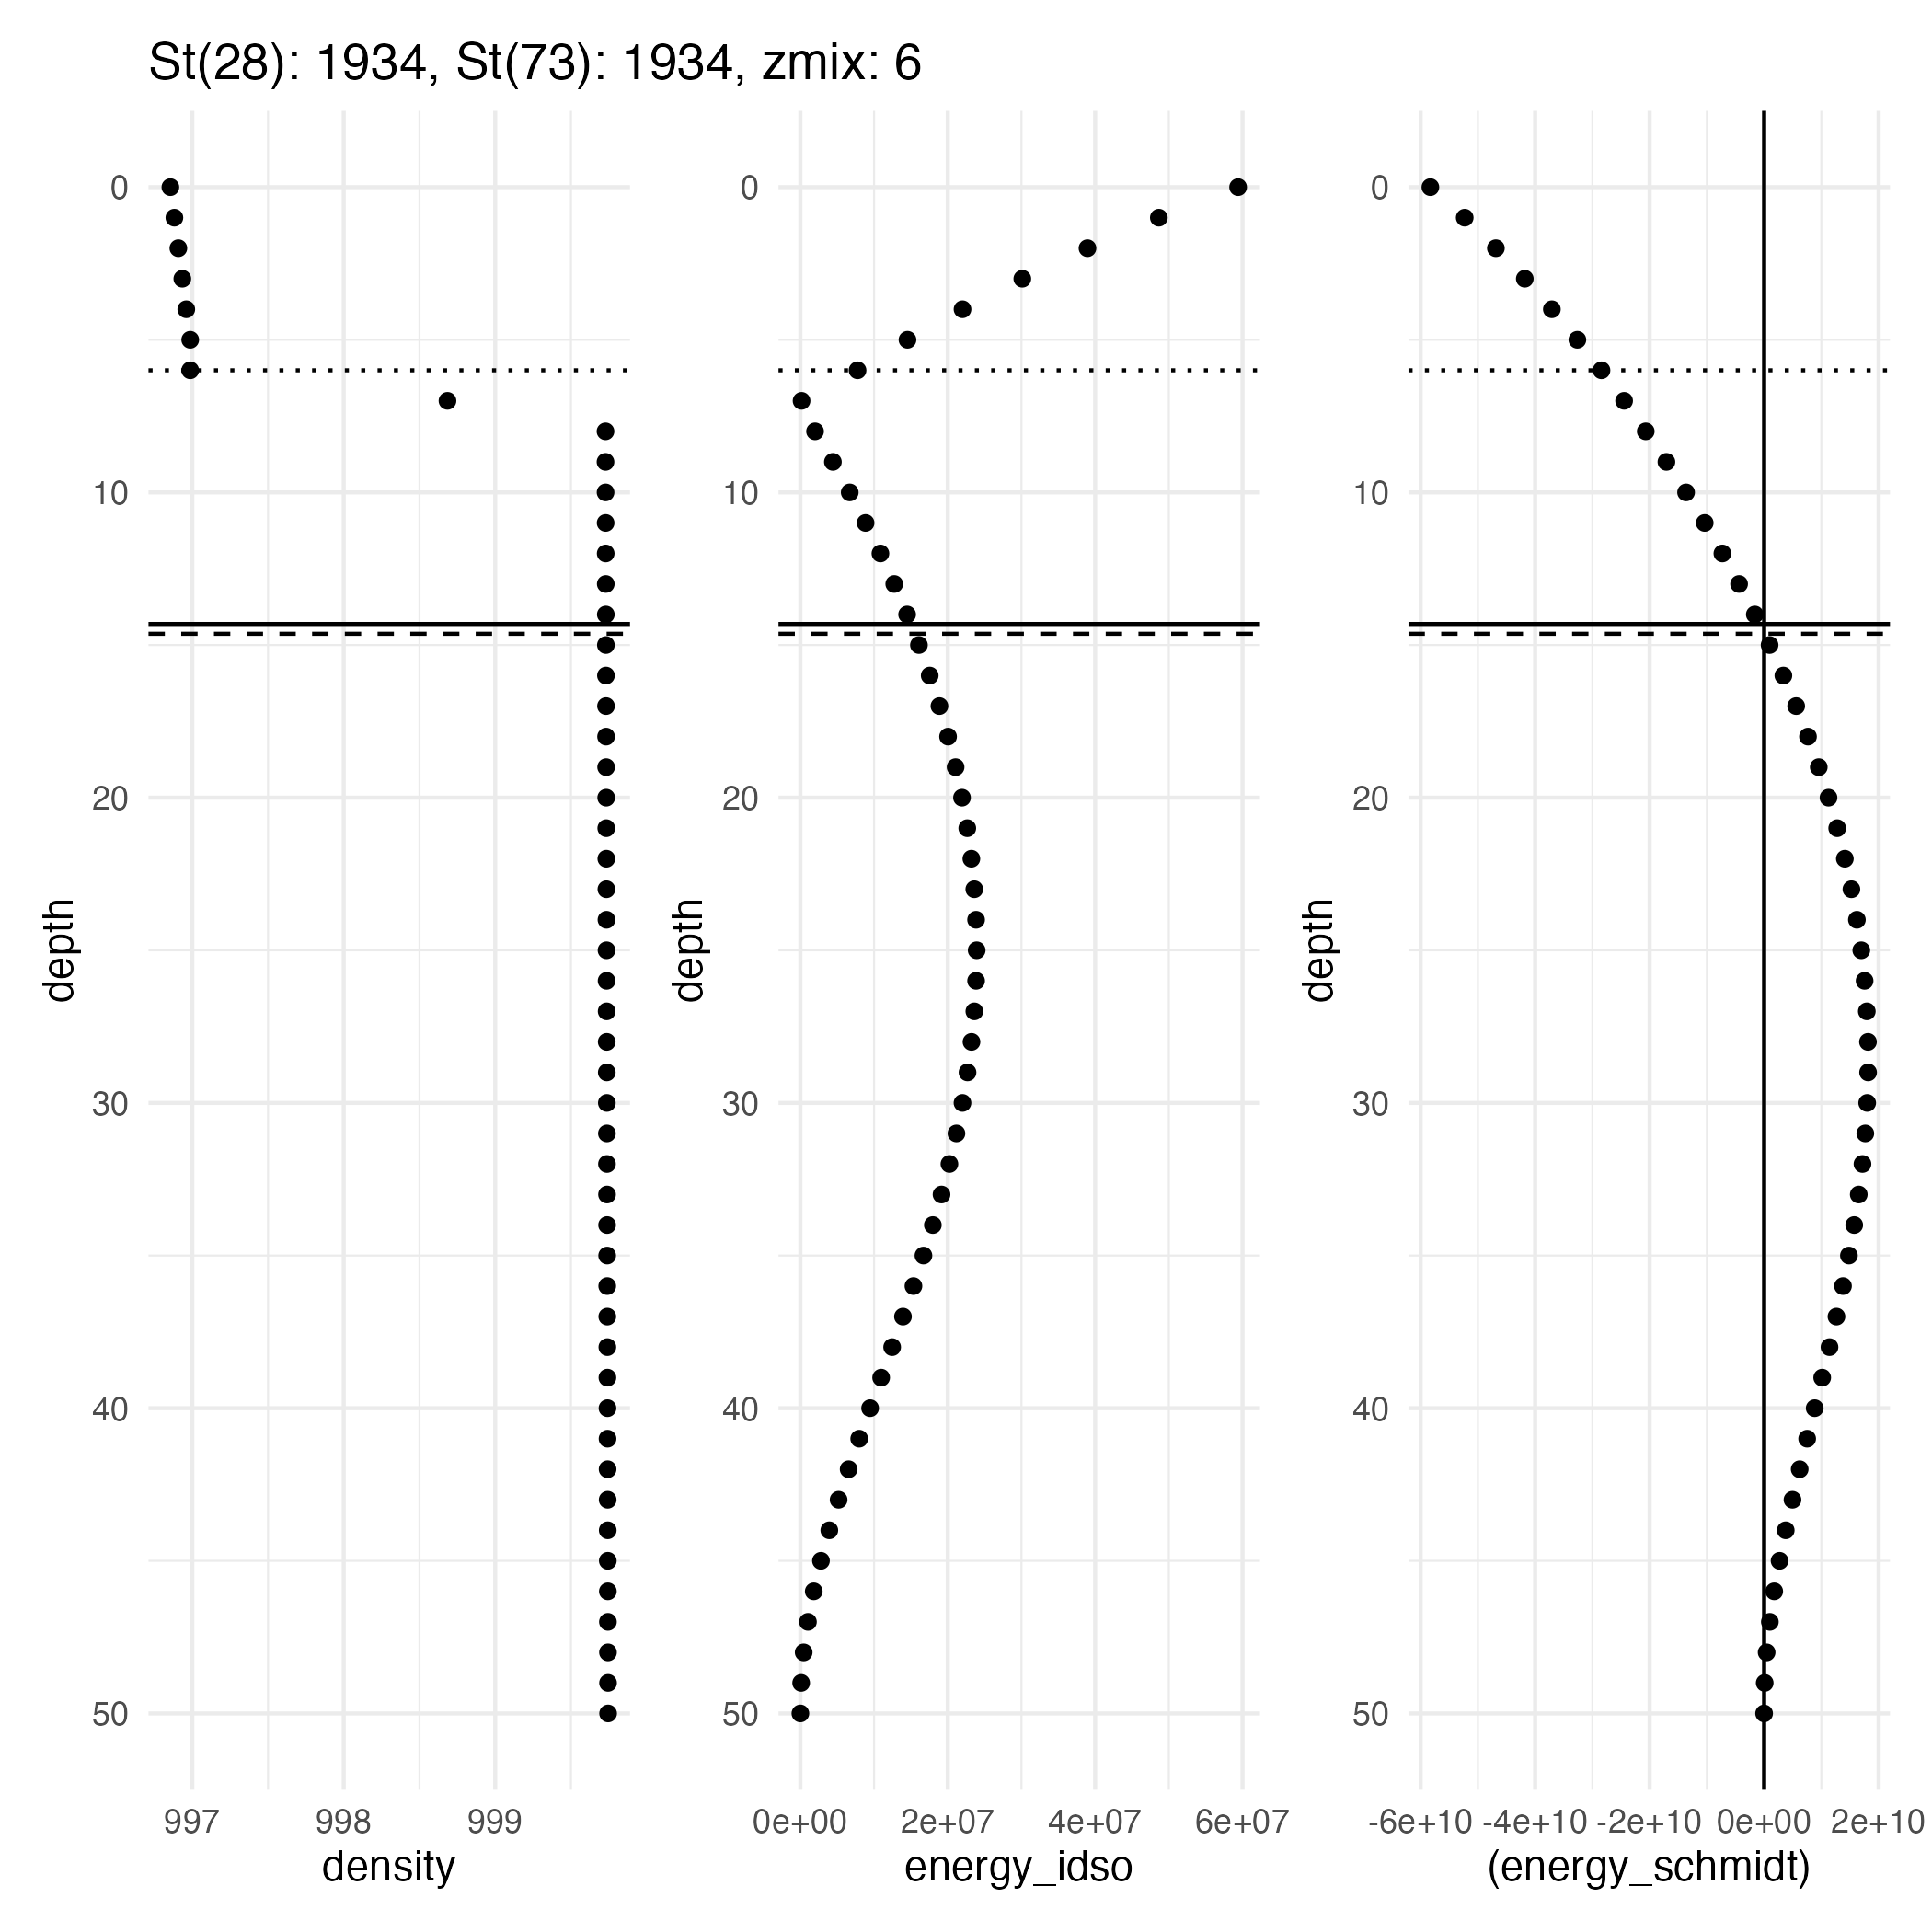 St(28): 1934, St(73): 1934, zmix: 6
0
10
20
30
40
50
depth
997 998 999
density
0
10
20
30
40
50
depth
0e+00 2e+07 4e+07 6e+07
energy_idso
0
10
20
30
40
50
depth
-6e+10 -4e+10 -2e+10 0e+00 2e+10
(energy_schmidt)